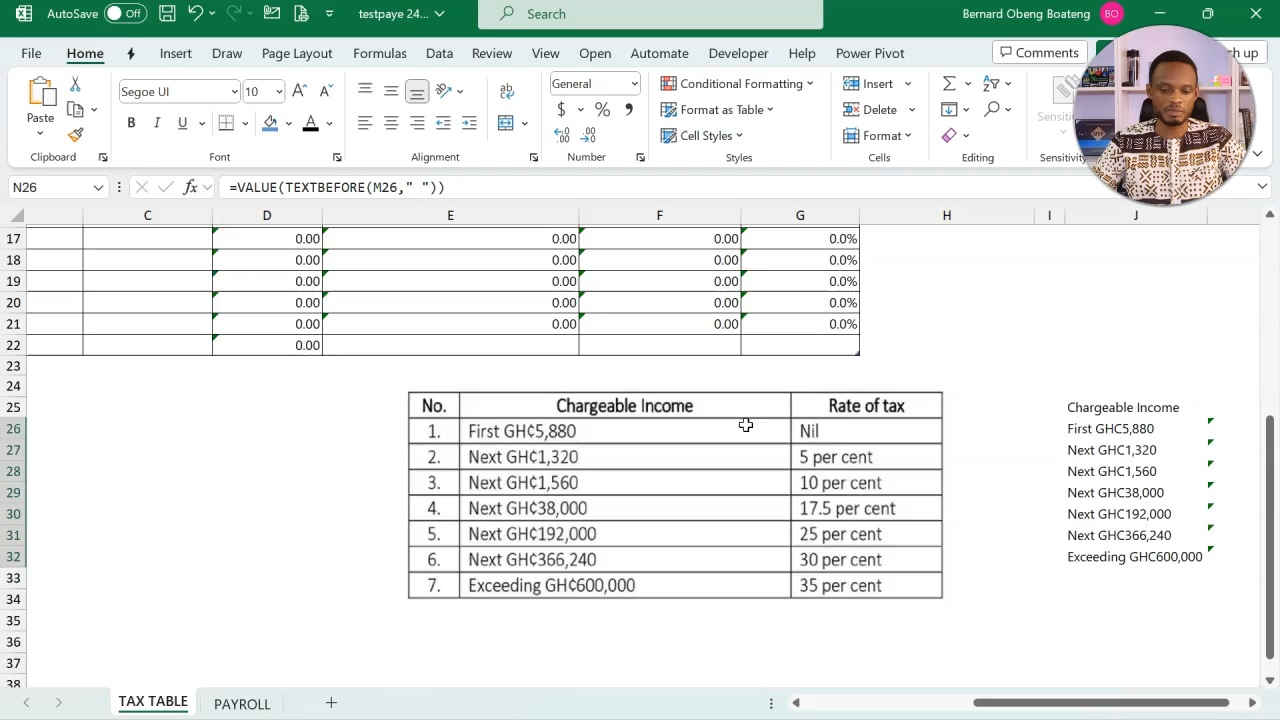 AutoSave Off testpaye 24... Search Bernard Obeng Boateng BO
File Home Insert Draw Page Layout Formulas Data Review View Open Automate Developer Help Power Pivot Comments ch up
Paste
Clipboard
Segoe UI 10
B I U A
Font
ab
Alignment
General
$ % 9
Number
Conditional Formatting
Format as Table
Cell Styles
Styles
Insert
Delete
Format
Cells
Editing
Sensitiv
Sensitivity
N26 fx =VALUE(TEXTBEFORE(M26," "))
C D E F G H I J
17 0.00 0.00 0.00 0.0%
18 0.00 0.00 0.00 0.0%
19 0.00 0.00 0.00 0.0%
20 0.00 0.00 0.00 0.0%
21 0.00 0.00 0.00 0.0%
22 0.00
23
24
25 No. Chargeable Income Rate of tax Chargeable Income
26 1. First GH¢5,880 Nil First GHC5,880
27 2. Next GH¢1,320 5 per cent Next GHC1,320
28 3. Next GH¢1,560 10 per cent Next GHC1,560
29 4. Next GH¢38,000 17.5 per cent Next GHC38,000
30 5. Next GH¢192,000 25 per cent Next GHC192,000
31 6. Next GH¢366,240 30 per cent Next GHC366,240
32 7. Exceeding GH¢600,000 35 per cent Exceeding GHC600,000
33
34
35
36
37
38
TAX TABLE PAYROLL